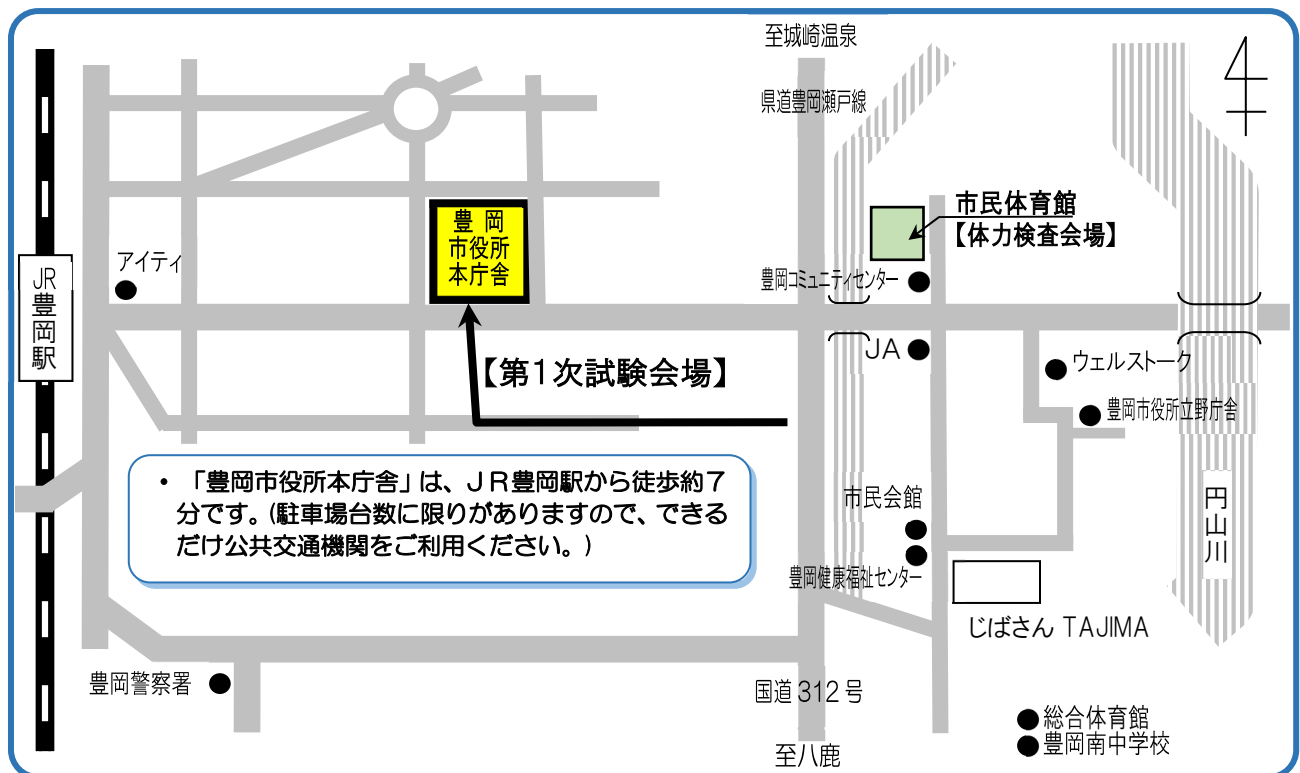 至城崎温泉
県道豊岡瀬戸線
市民体育館
【体力検査会場】
豊岡
市役所
本庁舎
アイティ
JR豊岡駅
豊岡コミュニティセンター
JA
【第1次試験会場】
ウェルストーク
豊岡市役所立野庁舎
・「豊岡市役所本庁舎」は、JR豊岡駅から徒歩約7
分です。(駐車場台数に限りがありますので、できる
だけ公共交通機関をご利用ください。)
市民会館
円山川
豊岡健康福祉センター
じばさん TAJIMA
豊岡警察署
国道 312 号
総合体育館
豊岡南中学校
至八鹿